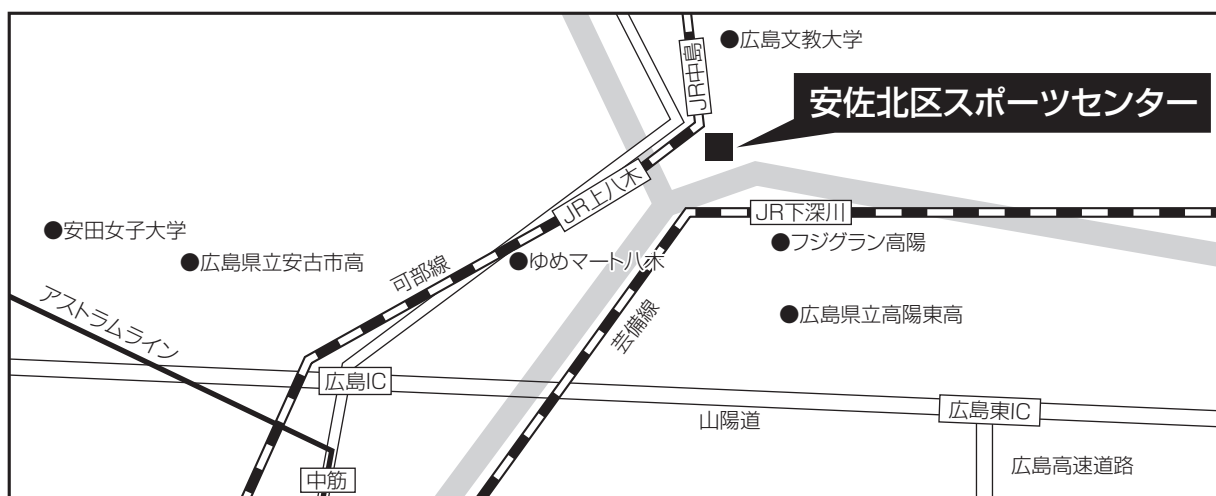 広島文教大学
JR中島
安佐北区スポーツセンター
JR上八木
JR下深川
安田女子大学
フジグラン高陽
広島県立安古市高
可部線
ゆめマート八木
アストラムライン
芸備線
広島県立高陽東高
広島IC
広島東IC
山陽道
中筋
広島高速道路